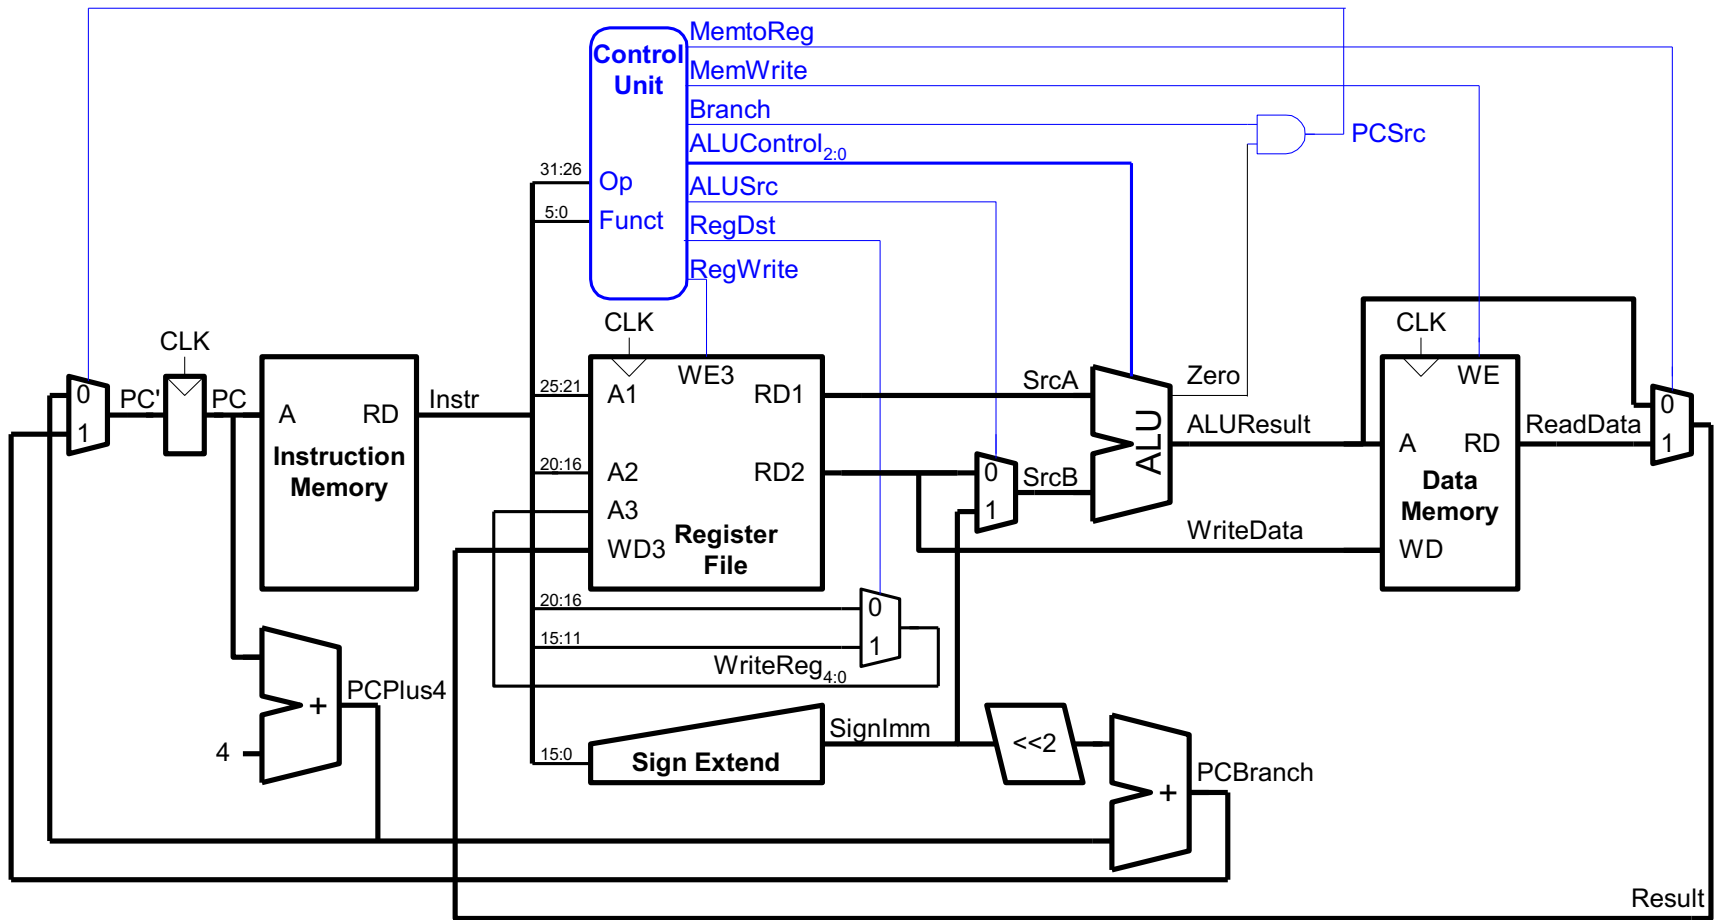 MemtoReg
Control
Unit
MemWrite
Branch
ALUControl2:0
PCSrc
31:26
Op
ALUSrc
5:0
Funct
RegDst
RegWrite
CLK
CLK
CLK
0
1
PC'
PC
A
RD
Instruction
Memory
Instr
25:21
A1
WE3
RD1
20:16
A2
RD2
A3
WD3
Register
File
SrcA
0
1
SrcB
ALU
Zero
ALUResult
WriteData
WE
A
RD
Data
Memory
WD
ReadData
0
1
20:16
0
15:11
1
WriteReg4:0
PCPlus4
+
4
SignImm
15:0
Sign Extend
<<2
PCBranch
+
Result